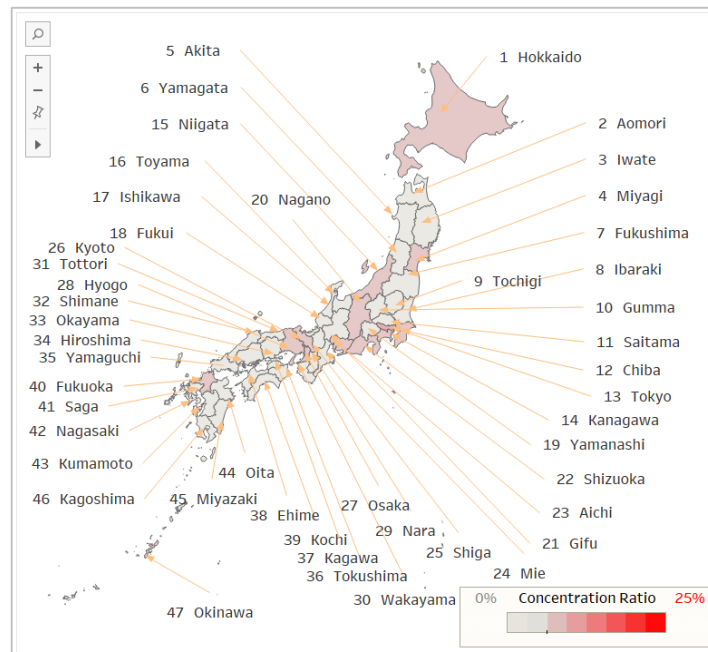 5 Akita
1 Hokkaido
6 Yamagata
15 Niigata
2 Aomori
16 Toyama
3 Iwate
17 Ishikawa
20 Nagano
4 Miyagi
18 Fukui
7 Fukushima
26 Kyoto
31 Tottori
8 Ibaraki
28 Hyogo
9 Tochigi
32 Shimane
10 Gumma
33 Okayama
34 Hiroshima
11 Saitama
35 Yamaguchi
12 Chiba
40 Fukuoka
13 Tokyo
41 Saga
14 Kanagawa
42 Nagasaki
19 Yamanashi
43 Kumamoto
44 Oita
22 Shizuoka
46 Kagoshima
45 Miyazaki
27 Osaka
23 Aichi
38 Ehime
29 Nara
39 Kochi
21 Gifu
25 Shiga
37 Kagawa
24 Mie
36 Tokushima
30 Wakayama
47 Okinawa
0% Concentration Ratio 25%